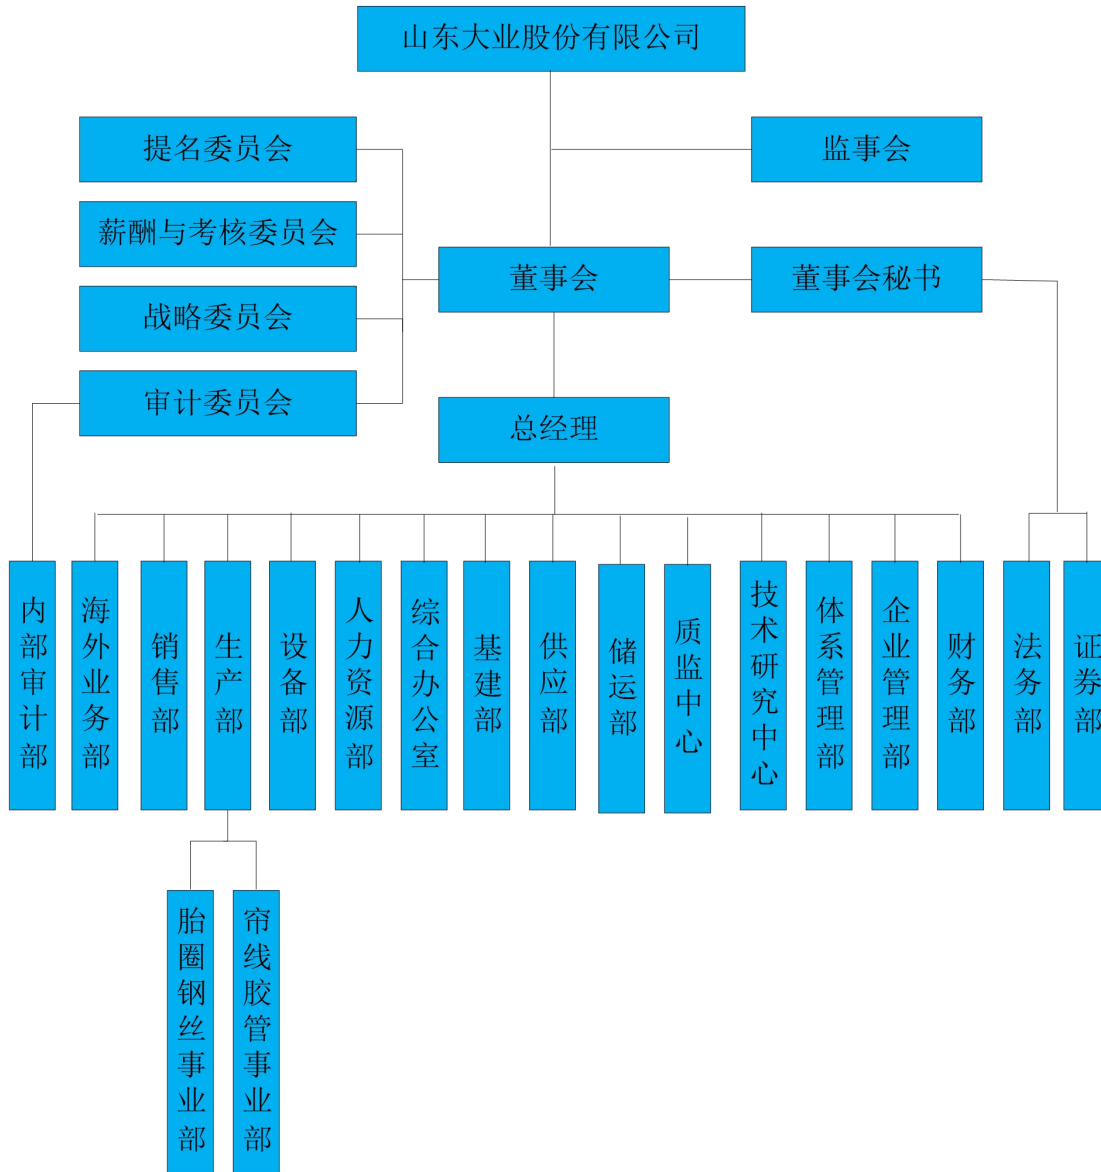 山东大业股份有限公司
提名委员会
监事会
薪酬与考核委员会
董事会
董事会秘书
战略委员会
审计委员会
总经理
内部审计部
海外业务部
销售部
生产部
设备部
人力资源部
综合办公室
基建部
供应部
储运部
质监中心
技术研究中心
体系管理部
企业管理部
财务部
法务部
证券部
胎圈钢丝事业部
帘线胶管事业部